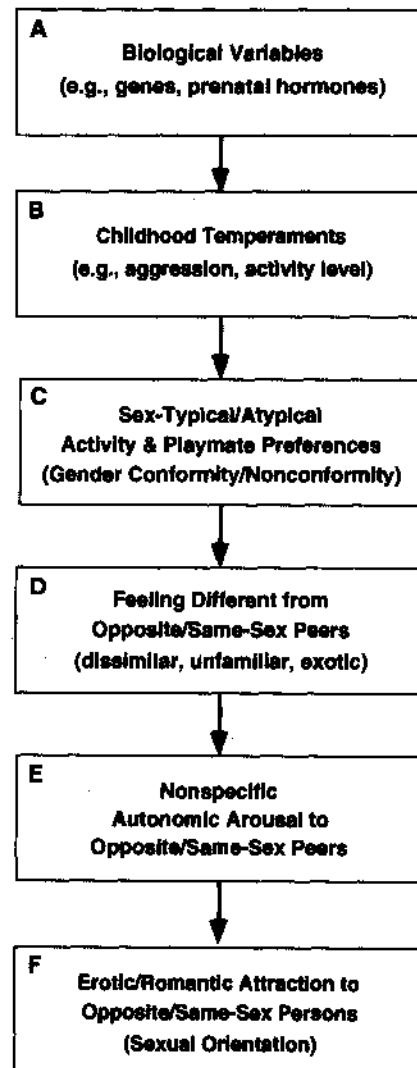 A
Biological Variables
(e.g., genes, prenatal hormones)
B
Childhood Temperaments
(e.g., aggression, activity level)
C
Sex-Typical/Atypical
Activity & Playmate Preferences
(Gender Conformity/Nonconformity)
D
Feeling Different from
Opposite/Same-Sex Peers
(dissimilar, unfamiliar, exotic)
E
Nonspecific
Autonomic Arousal to
Opposite/Same-Sex Peers
F
Erotic/Romantic Attraction to
Opposite/Same-Sex Persons
(Sexual Orientation)